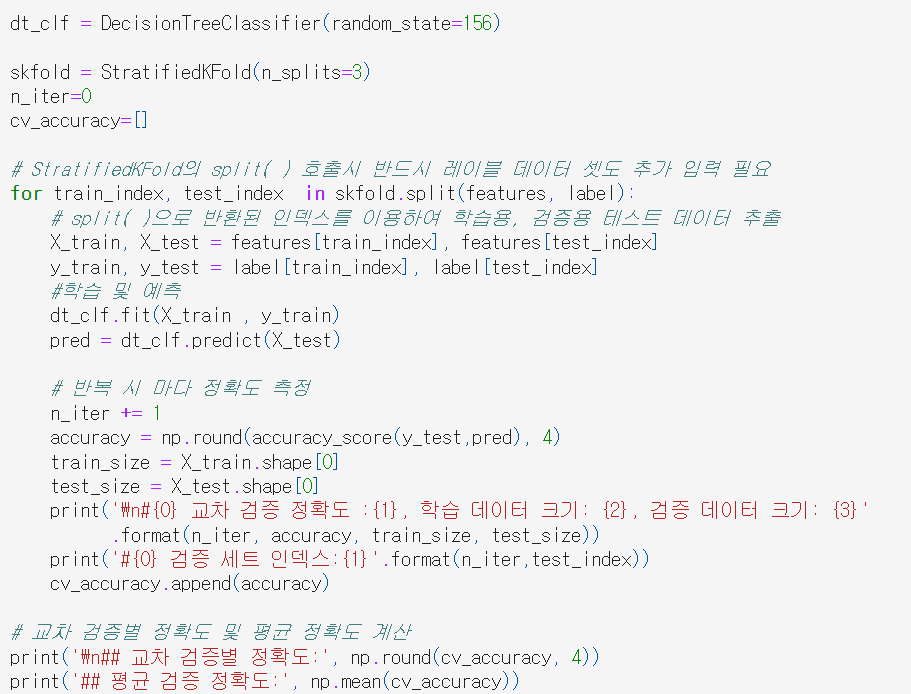 dt_clf = DecisionTreeClassifier(random_state=156)
skfold = StratifiedKFold(n_splits=3)
n_iter=0
cv_accuracy=[]
# StratifiedKFold의 split( ) 호출시 반드시 레이블 데이터 셋도 추가 입력 필요
for train_index, test_index  in skfold.split(features, label):
    # split( )으로 반환된 인덱스를 이용하여 학습용, 검증용 테스트 데이터 추출
    X_train, X_test = features[train_index], features[test_index]
    y_train, y_test = label[train_index], label[test_index]
    #학습 및 예측
    dt_clf.fit(X_train , y_train)
    pred = dt_clf.predict(X_test)
    # 반복 시 마다 정확도 측정
    n_iter += 1
    accuracy = np.round(accuracy_score(y_test,pred), 4)
    train_size = X_train.shape[0]
    test_size = X_test.shape[0]
    print('₩n#{0} 교차 검증 정확도 :{1}, 학습 데이터 크기: {2}, 검증 데이터 크기: {3}'
          .format(n_iter, accuracy, train_size, test_size))
    print('#{0} 검증 세트 인덱스:{1}'.format(n_iter,test_index))
    cv_accuracy.append(accuracy)
# 교차 검증별 정확도 및 평균 정확도 계산
print('₩n## 교차 검증별 정확도:', np.round(cv_accuracy, 4))
print('## 평균 검증 정확도:', np.mean(cv_accuracy))